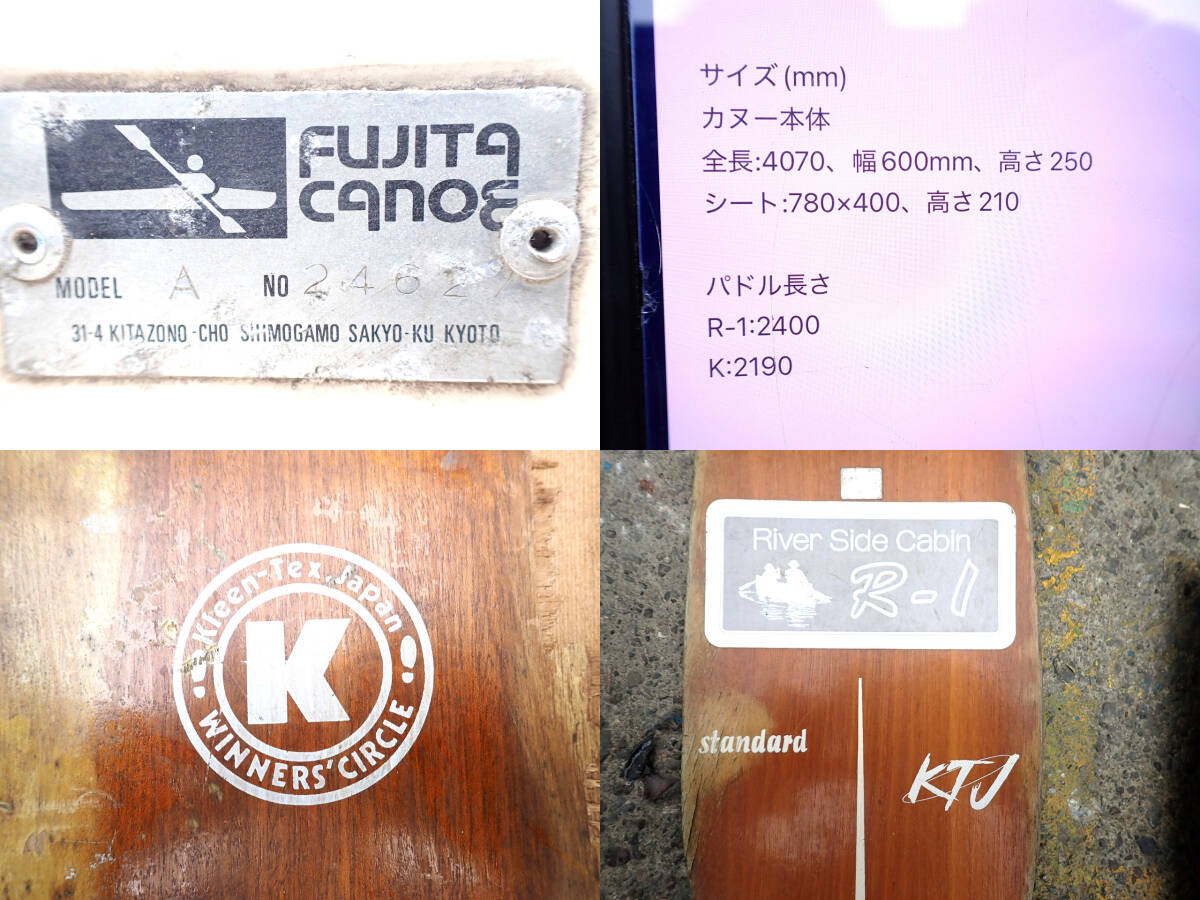 FUJITA
CANOE
MODEL A NO 24627
31-4 KITAZONO-CHO SHIMOGAMO SAKYO-KU KYOTO
サイズ(mm)
カヌー本体
全長:4070、幅600mm、高さ250
シート:780×400、高さ210
パドル長さ
R-1:2400
K:2190
Kleen-Tex Japan
K
WINNERS' CIRCLE
River Side Cabin
R-1
standard
KTJ